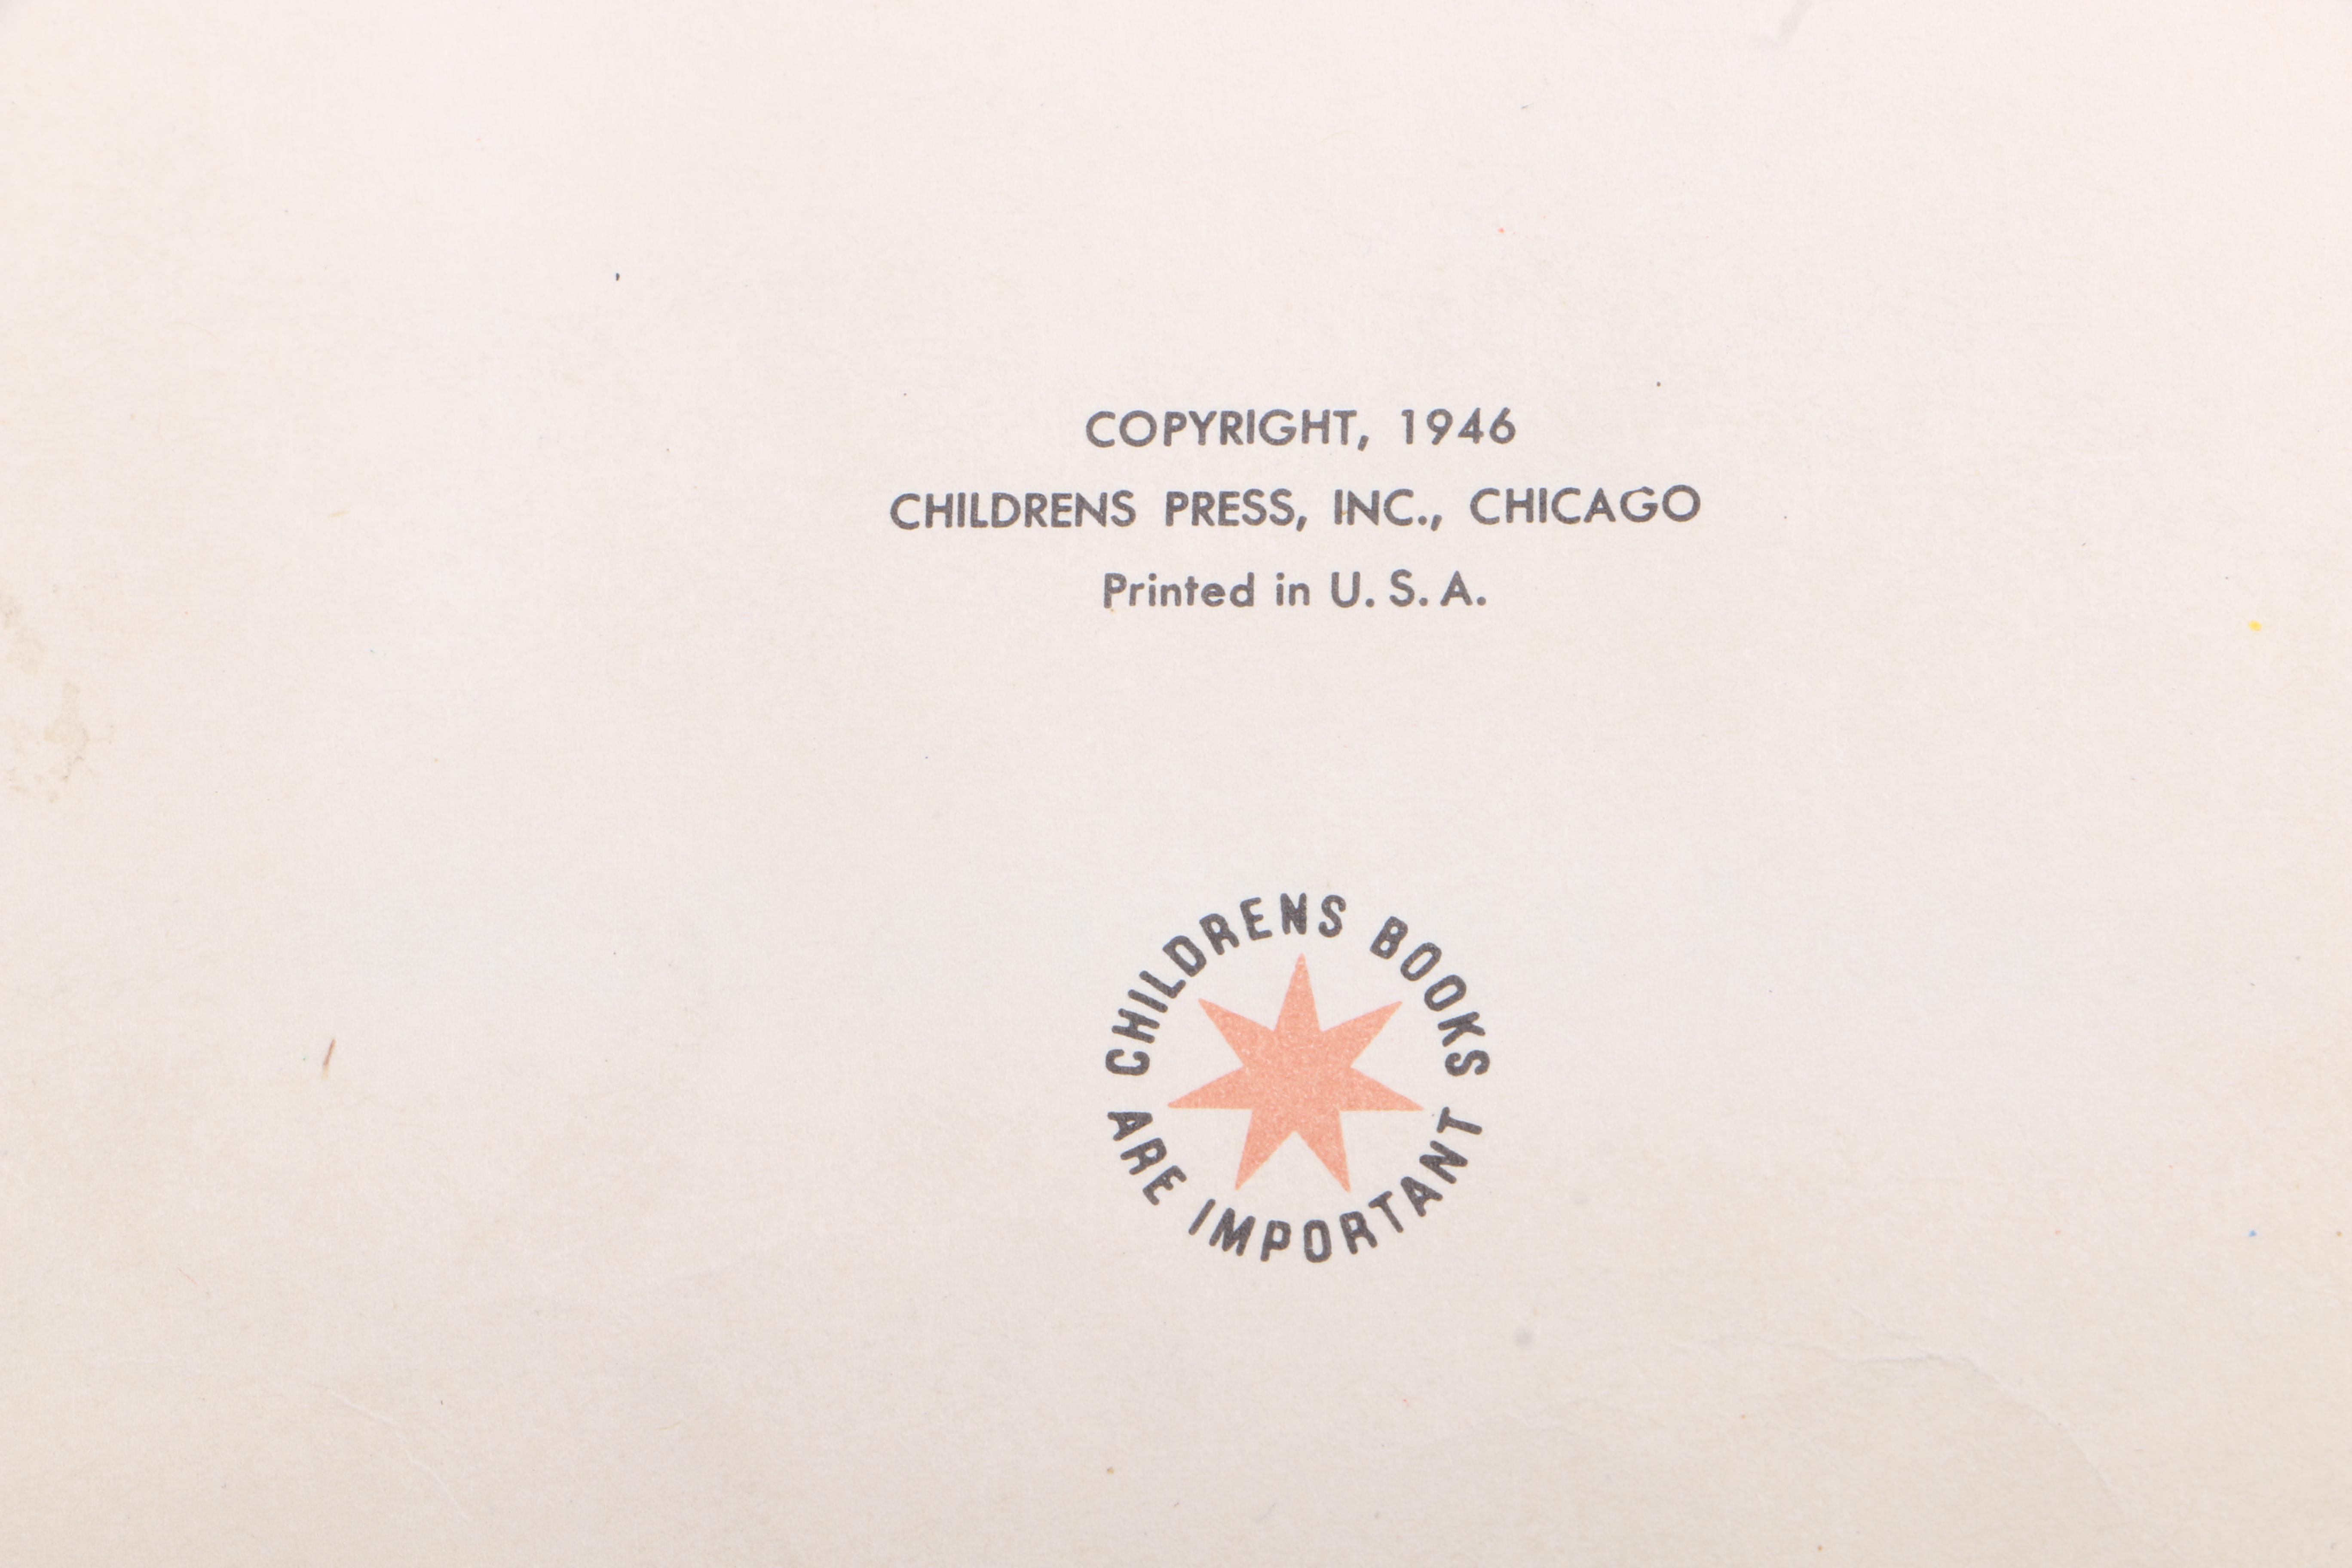 COPYRIGHT, 1946
CHILDRENS PRESS, INC., CHICAGO
Printed in U. S. A.
CHILDRENS BOOKS
ARE IMPORTANT